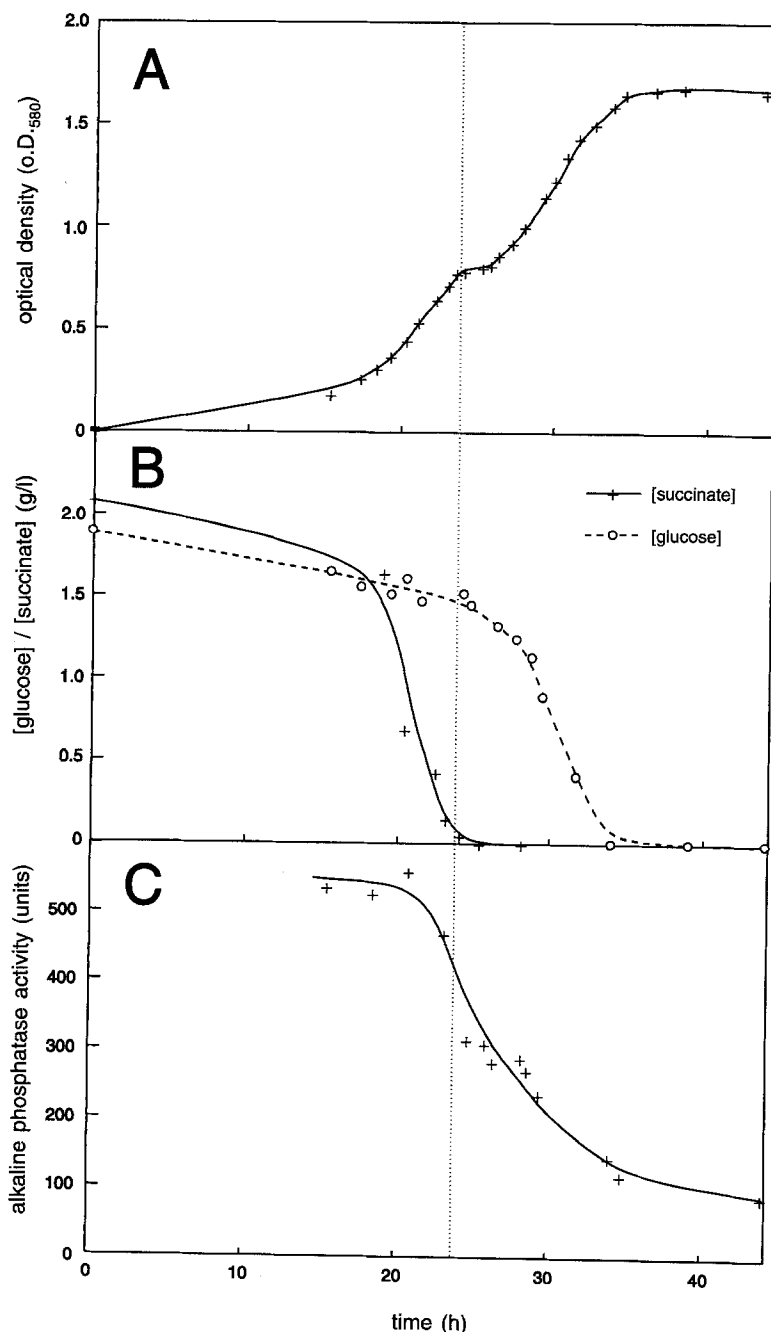 A
optical density (o.D.₅₈₀)
2.0
1.5
1.0
0.5
0
B
[glucose] / [succinate] (g/l)
2.0
1.5
1.0
0.5
0
[succinate]
[glucose]
C
alkaline phosphatase activity (units)
500
400
300
200
100
0
0 10 20 30 40
time (h)